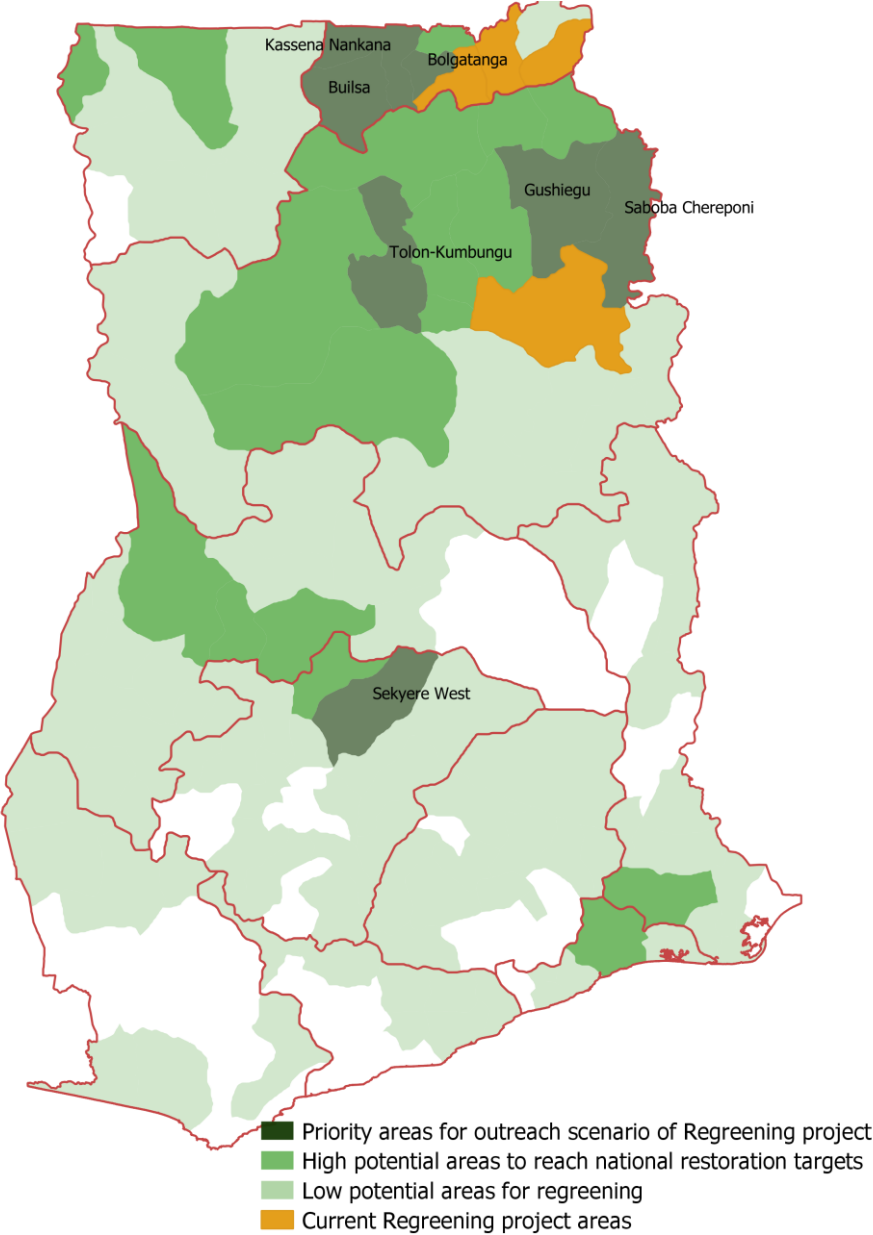 Kassena Nankana
Bolgatanga
Builsa
Gushiegu
Saboba Chereponi
Tolon-Kumbungu
Sekyere West
Priority areas for outreach scenario of Regreening project
High potential areas to reach national restoration targets
Low potential areas for regreening
Current Regreening project areas